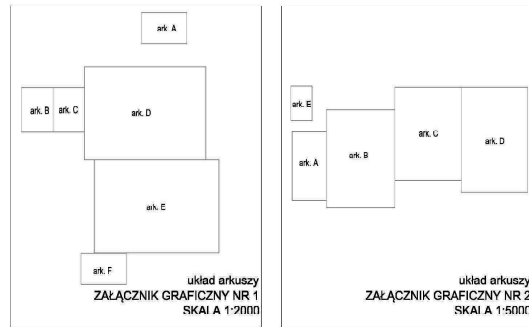 ark. A
ark. B
ark. C
ark. D
ark. E
ark. F
układ arkuszy
ZAŁĄCZNIK GRAFICZNY NR 1
SKALA 1:2000
ark. E
ark. A
ark. B
ark. C
ark. D
układ arkuszy
ZAŁĄCZNIK GRAFICZNY NR 2
SKALA 1:5000